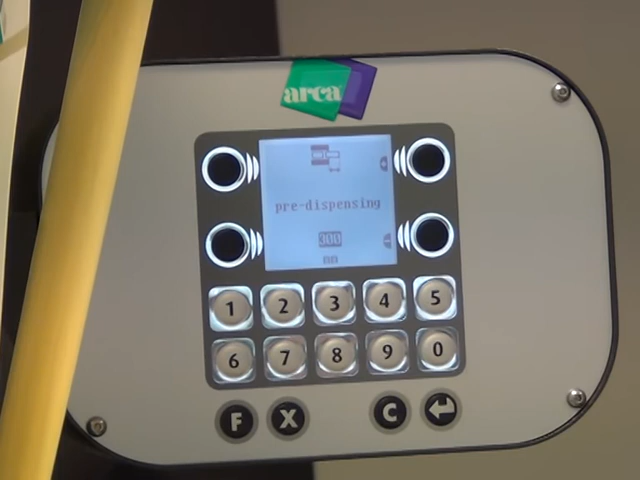 arca
pre-dispensing
300
1 2 3 4 5
6 7 8 9 0
F X C